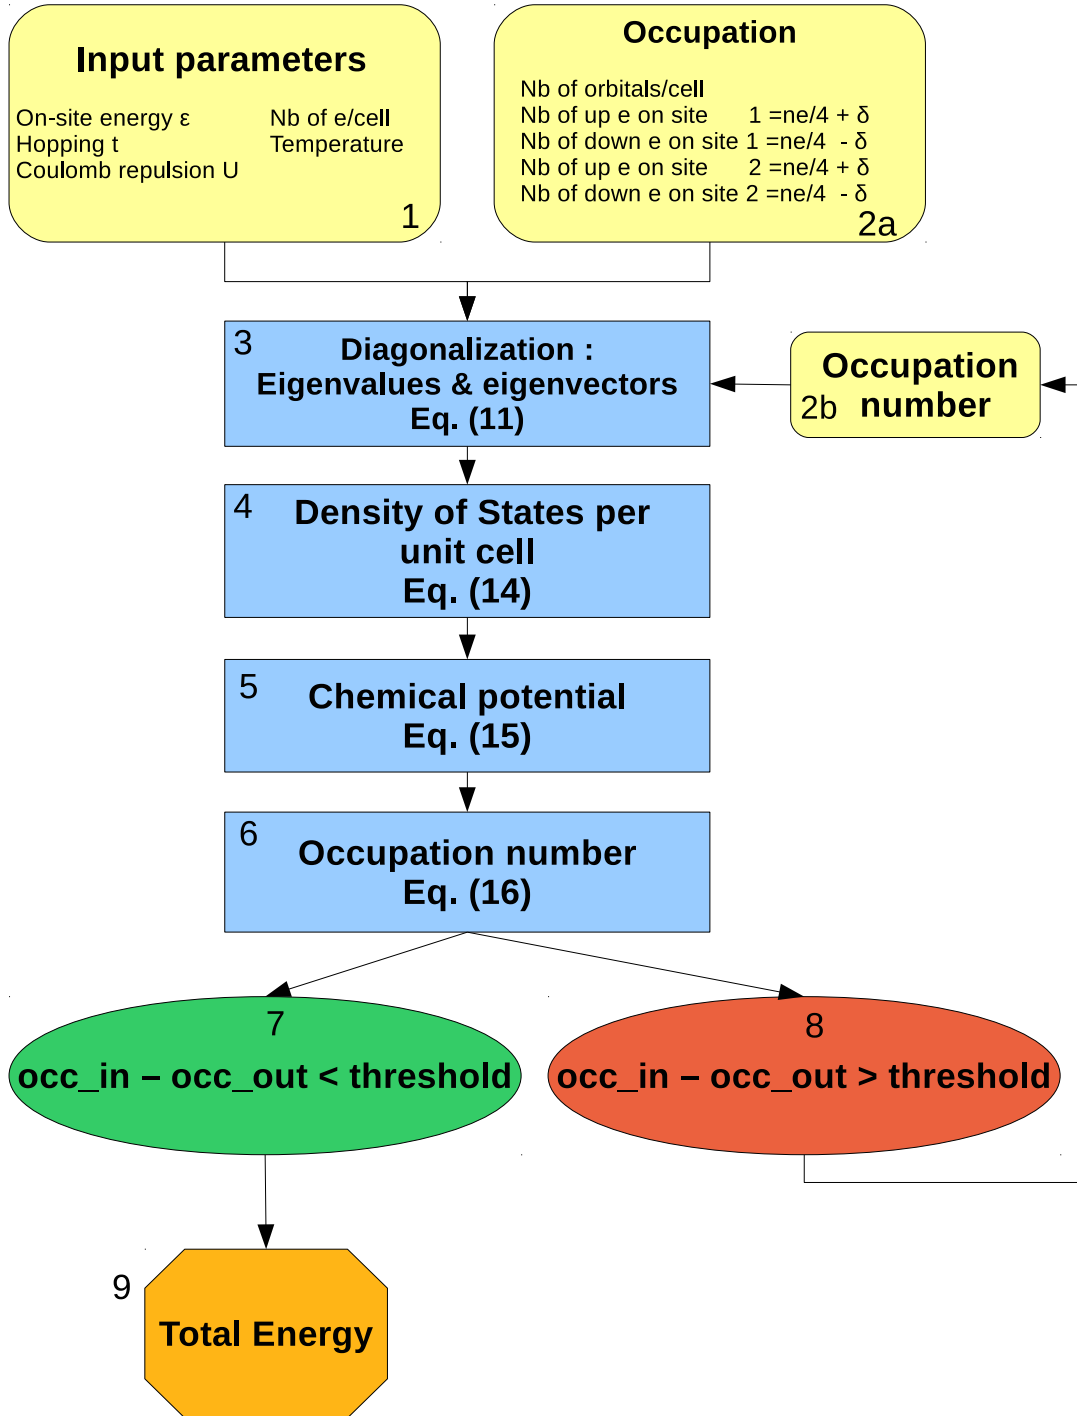 Input parameters
On-site energy ε Nb of e/cell
Hopping t Temperature
Coulomb repulsion U
1
Occupation
Nb of orbitals/cell
Nb of up e on site 1 =ne/4 + δ
Nb of down e on site 1 =ne/4 - δ
Nb of up e on site 2 =ne/4 + δ
Nb of down e on site 2 =ne/4 - δ
2a
3
Diagonalization :
Eigenvalues & eigenvectors
Eq. (11)
Occupation
2b number
4
Density of States per
unit cell
Eq. (14)
5
Chemical potential
Eq. (15)
6
Occupation number
Eq. (16)
7
occ_in – occ_out < threshold
8
occ_in – occ_out > threshold
9
Total Energy